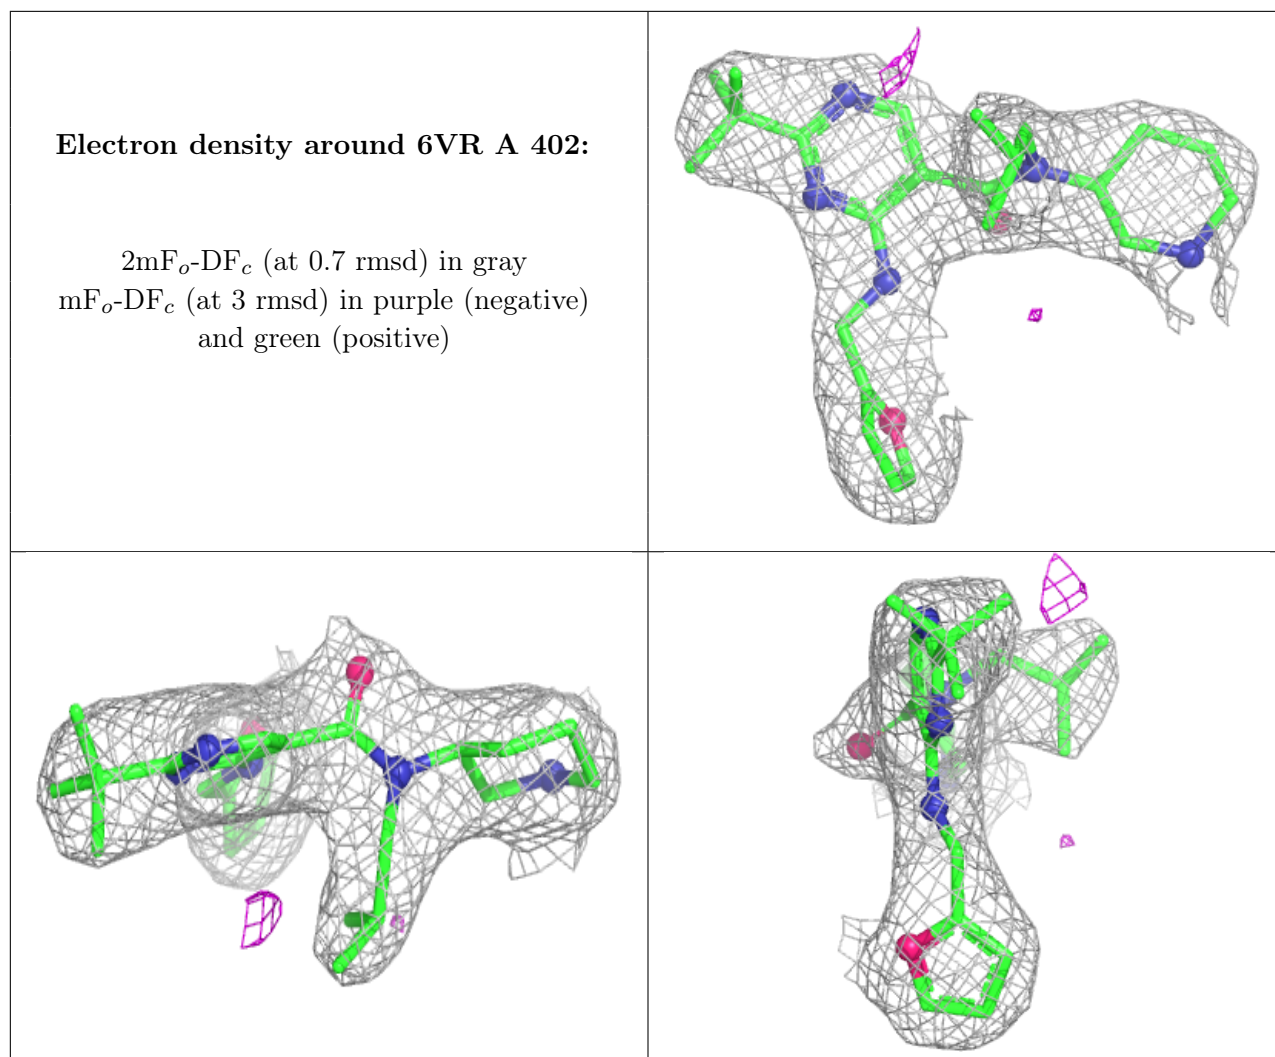 Electron density around 6VR A 402:
2mFo-DFc (at 0.7 rmsd) in gray
mFo-DFc (at 3 rmsd) in purple (negative)
and green (positive)